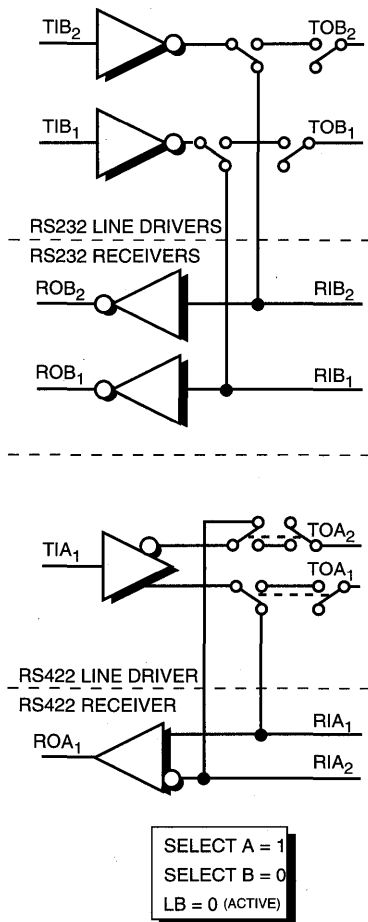 TIB2 TOB2
TIB1 TOB1
RS232 LINE DRIVERS
RS232 RECEIVERS
ROB2 RIB2
ROB1 RIB1
TIA1 TOA2
TOA1
RS422 LINE DRIVER
RS422 RECEIVER
ROA1 RIA1
RIA2
SELECT A = 1
SELECT B = 0
LB = 0 (ACTIVE)